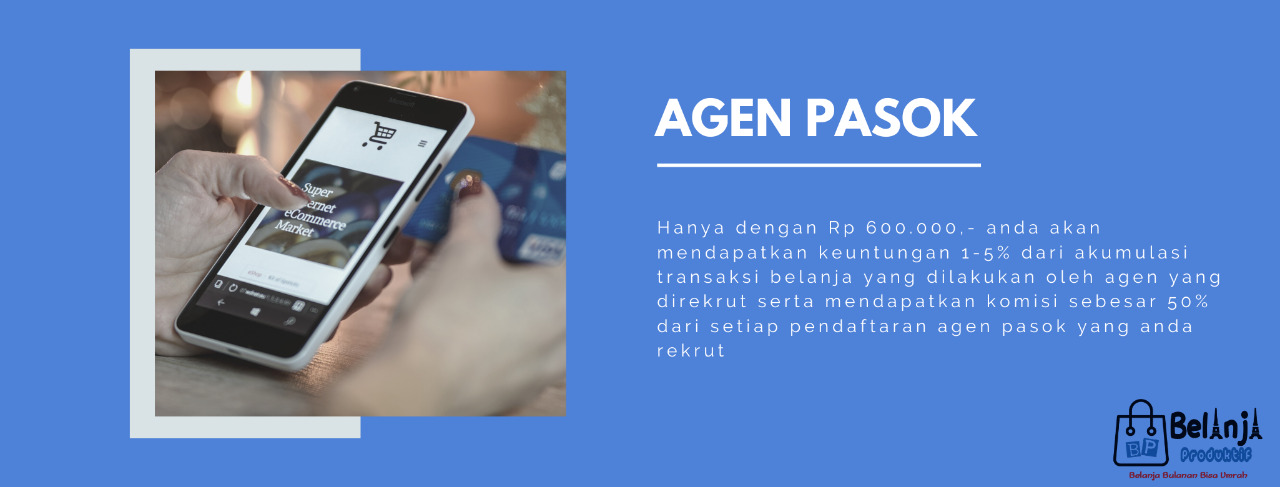 AGEN PASOK
Super
ernet
eCommerce
Market
Hanya dengan Rp 600.000,- anda akan
mendapatkan keuntungan 1-5% dari akumulasi
transaksi belanja yang dilakukan oleh agen yang
direkrut serta mendapatkan komisi sebesar 50%
dari setiap pendaftaran agen pasok yang anda
rekrut
BP
Belanja
Produktif
Belanja Bulanan Bisa Umrah